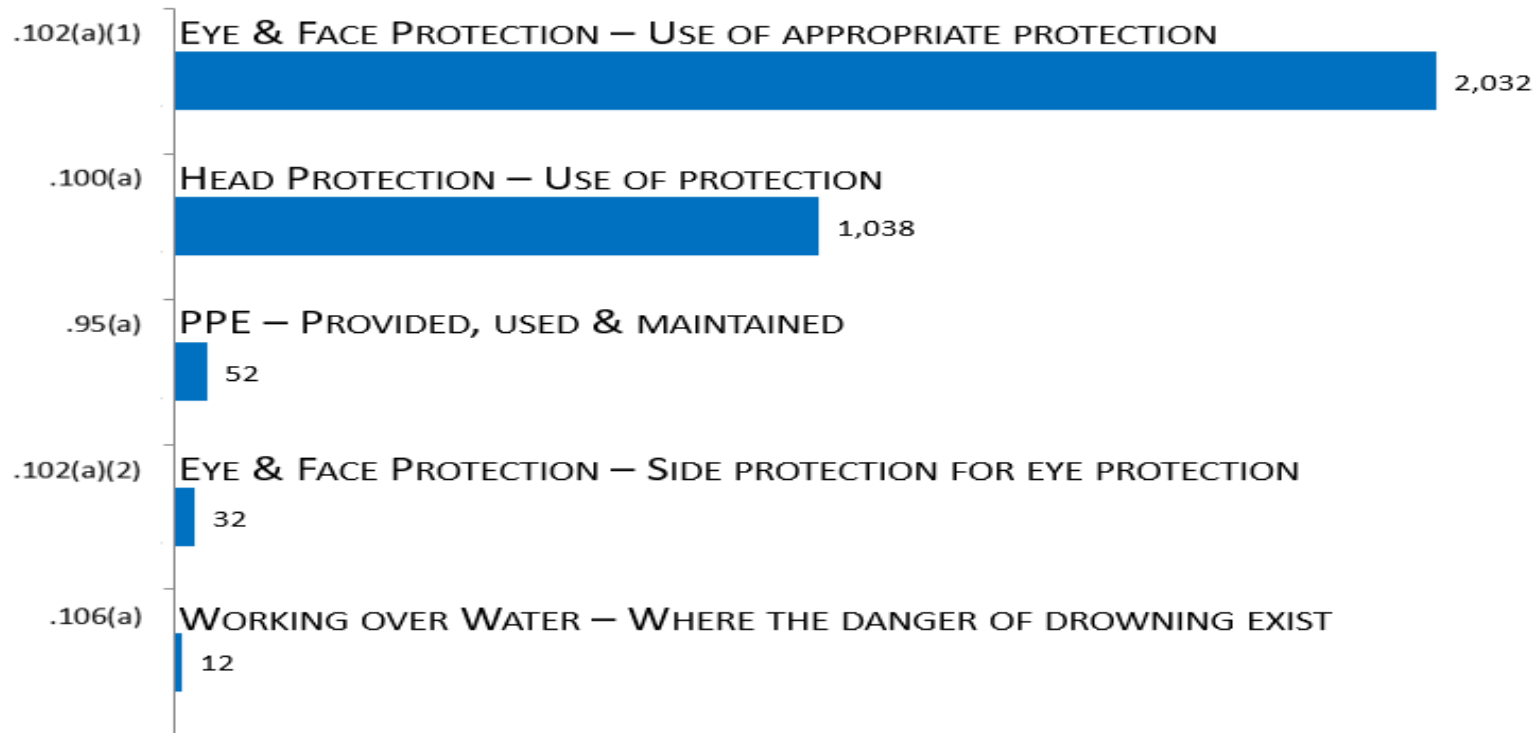 .102(a)(1) EYE & FACE PROTECTION – USE OF APPROPRIATE PROTECTION
2,032
.100(a) HEAD PROTECTION – USE OF PROTECTION
1,038
.95(a) PPE – PROVIDED, USED & MAINTAINED
52
.102(a)(2) EYE & FACE PROTECTION – SIDE PROTECTION FOR EYE PROTECTION
32
.106(a) WORKING OVER WATER – WHERE THE DANGER OF DROWNING EXIST
12